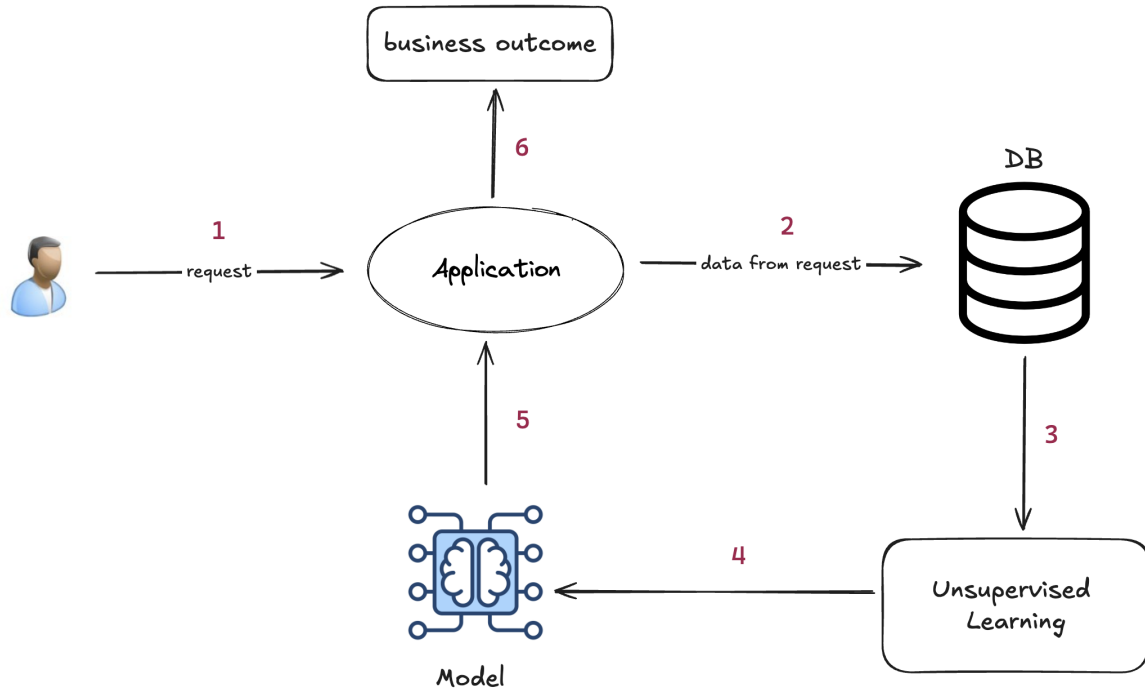 business outcome
6
DB
1
2
request
Application
data from request
5
3
4
Unsupervised
Learning
Model